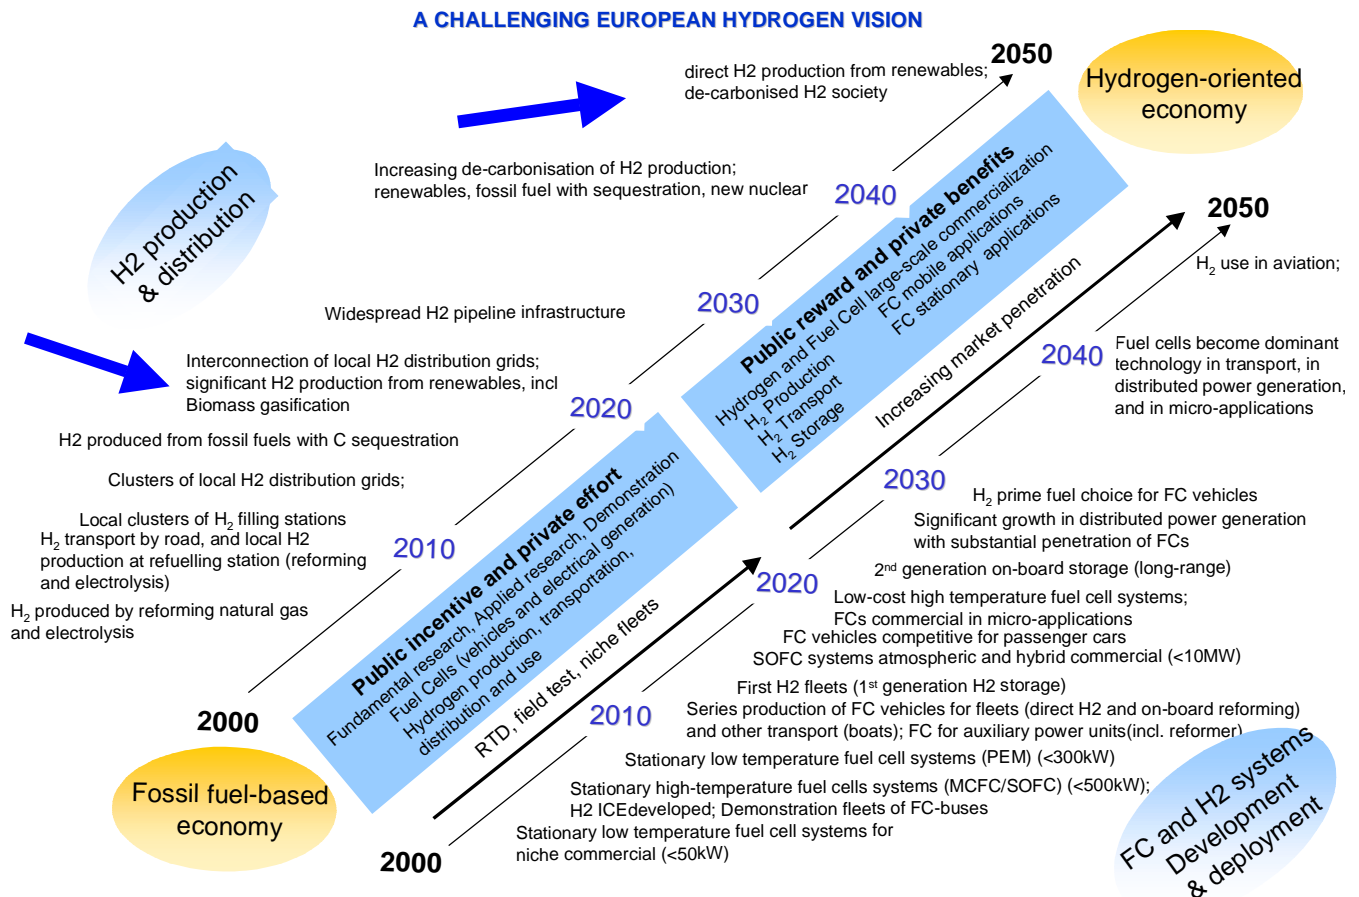 A CHALLENGING EUROPEAN HYDROGEN VISION
2050
direct H2 production from renewables;
de-carbonised H2 society
Hydrogen-oriented
economy
Increasing de-carbonisation of H2 production;
renewables, fossil fuel with sequestration, new nuclear
2040
H2 production
& distribution
2030
Widespread H2 pipeline infrastructure
Interconnection of local H2 distribution grids;
significant H2 production from renewables, incl
Biomass gasification
2020
H2 produced from fossil fuels with C sequestration
Clusters of local H2 distribution grids;
Local clusters of H2 filling stations
H2 transport by road, and local H2
production at refuelling station (reforming
and electrolysis)
2010
H2 produced by reforming natural gas
and electrolysis
2000
Fossil fuel-based
economy
Public reward and private benefits
Hydrogen and Fuel Cell large-scale commercialization
H2 Production
FC mobile applications
H2 Transport
FC stationary applications
H2 Storage
Public incentive and private effort
Fundamental research, Applied research, Demonstration
Fuel Cells (vehicles and electrical generation)
Hydrogen production, transportation,
distribution and use
Increasing market penetration
RTD, field test, niche fleets
2050
H2 use in aviation;
2040
Fuel cells become dominant
technology in transport, in
distributed power generation,
and in micro-applications
2030
H2 prime fuel choice for FC vehicles
Significant growth in distributed power generation
with substantial penetration of FCs
2nd generation on-board storage (long-range)
2020
Low-cost high temperature fuel cell systems;
FCs commercial in micro-applications
FC vehicles competitive for passenger cars
SOFC systems atmospheric and hybrid commercial (<10MW)
First H2 fleets (1st generation H2 storage)
2010
Series production of FC vehicles for fleets (direct H2 and on-board reforming)
and other transport (boats); FC for auxiliary power units(incl. reformer)
Stationary low temperature fuel cell systems (PEM) (<300kW)
Stationary high-temperature fuel cells systems (MCFC/SOFC) (<500kW);
H2 ICEdeveloped; Demonstration fleets of FC-buses
Stationary low temperature fuel cell systems for
niche commercial (<50kW)
2000
FC and H2 systems
Development
& deployment